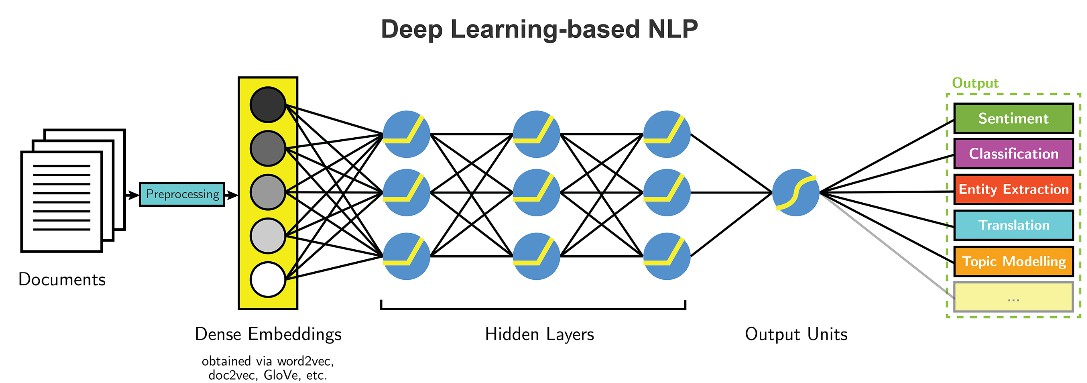 Deep Learning-based NLP
Output
Sentiment
Classification
Entity Extraction
Translation
Topic Modelling
...
Preprocessing
Documents
Dense Embeddings
obtained via word2vec,
doc2vec, GloVe, etc.
Hidden Layers
Output Units